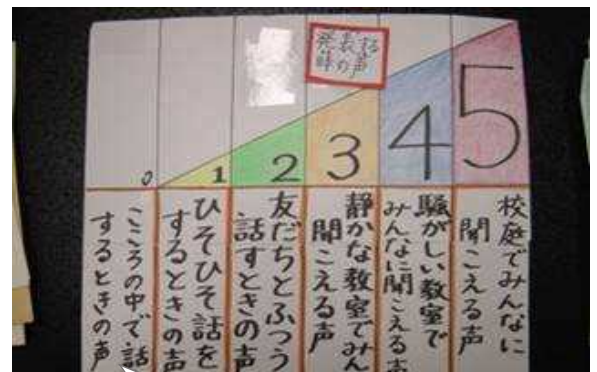 発表する
時の声
5
4
3
2
1
0
校庭でみんなに
聞こえる声
騒がしい教室で
みんなに聞こえる声
静かな教室でみん
聞こえる声
友だちとふつう
話すときの声
ひそひそ話を
するときの声
こころの中で話
するときの声